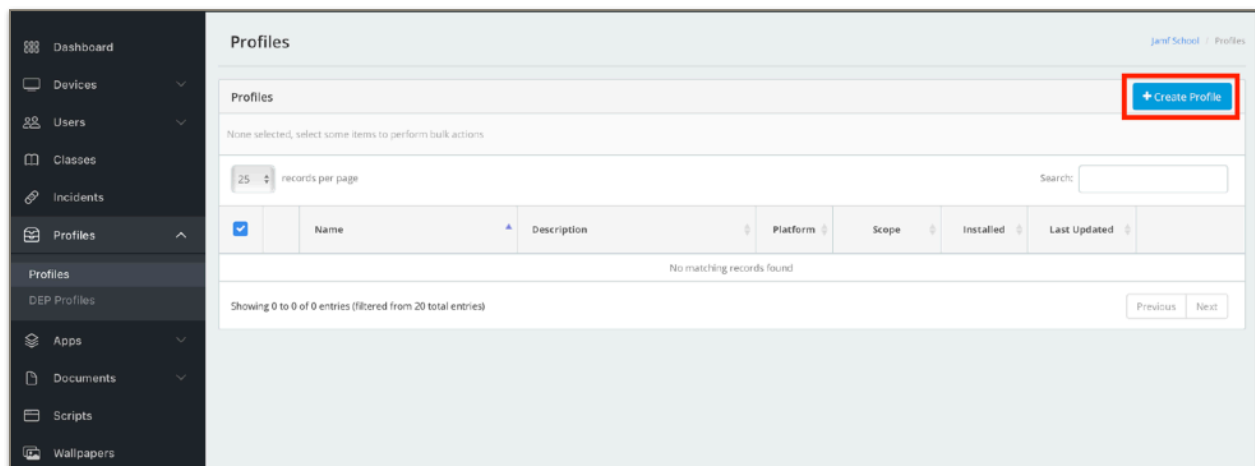 Dashboard
Devices
Users
Classes
Incidents
Profiles
Profiles
DEP Profiles
Apps
Documents
Scripts
Wallpapers
Profiles
Jamf School / Profiles
Profiles
+ Create Profile
None selected, select some items to perform bulk actions
25 records per page
Search:
Name Description Platform Scope Installed Last Updated
No matching records found
Showing 0 to 0 of 0 entries (filtered from 20 total entries)
Previous Next